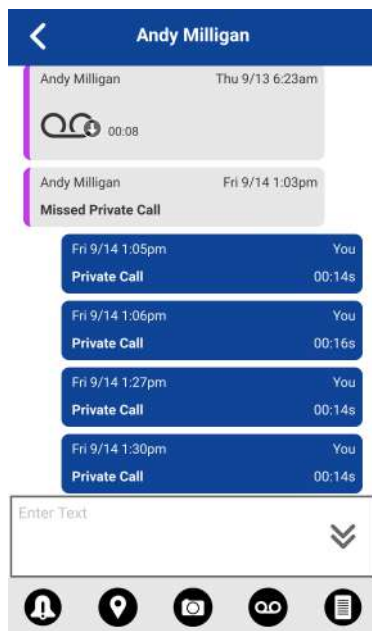 Andy Milligan
Andy Milligan Thu 9/13 6:23am
00:08
Andy Milligan Fri 9/14 1:03pm
Missed Private Call
Fri 9/14 1:05pm You
Private Call 00:14s
Fri 9/14 1:06pm You
Private Call 00:16s
Fri 9/14 1:27pm You
Private Call 00:14s
Fri 9/14 1:30pm You
Private Call 00:14s
Enter Text